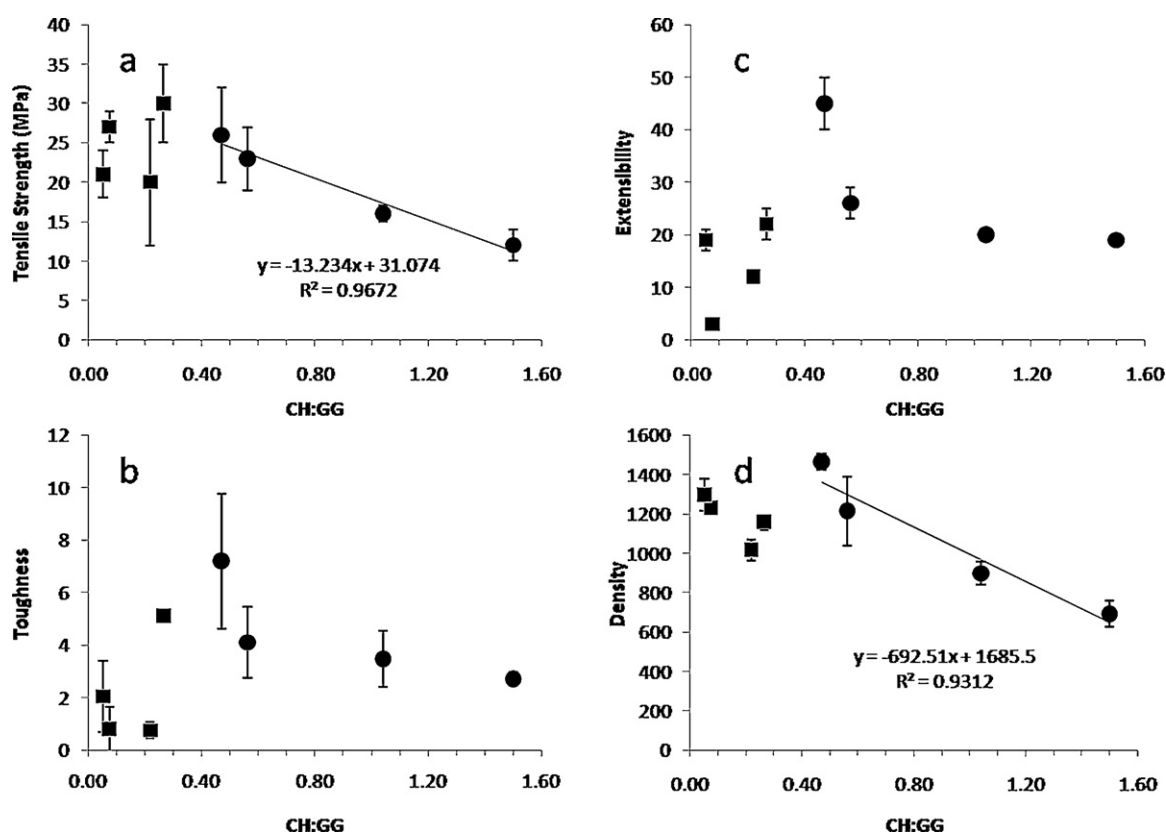 a
Tensile Strength (MPa)
40
35
30
25
20
15
10
5
0
y = -13.234x + 31.074
R² = 0.9672
0.00 0.40 0.80 1.20 1.60
CH:GG
c
Extensibility
60
50
40
30
20
10
0
0.00 0.40 0.80 1.20 1.60
CH:GG
b
Toughness
12
10
8
6
4
2
0
0.00 0.40 0.80 1.20 1.60
CH:GG
d
Density
1600
1400
1200
1000
800
600
400
200
0
y = -692.51x + 1685.5
R² = 0.9312
0.00 0.40 0.80 1.20 1.60
CH:GG